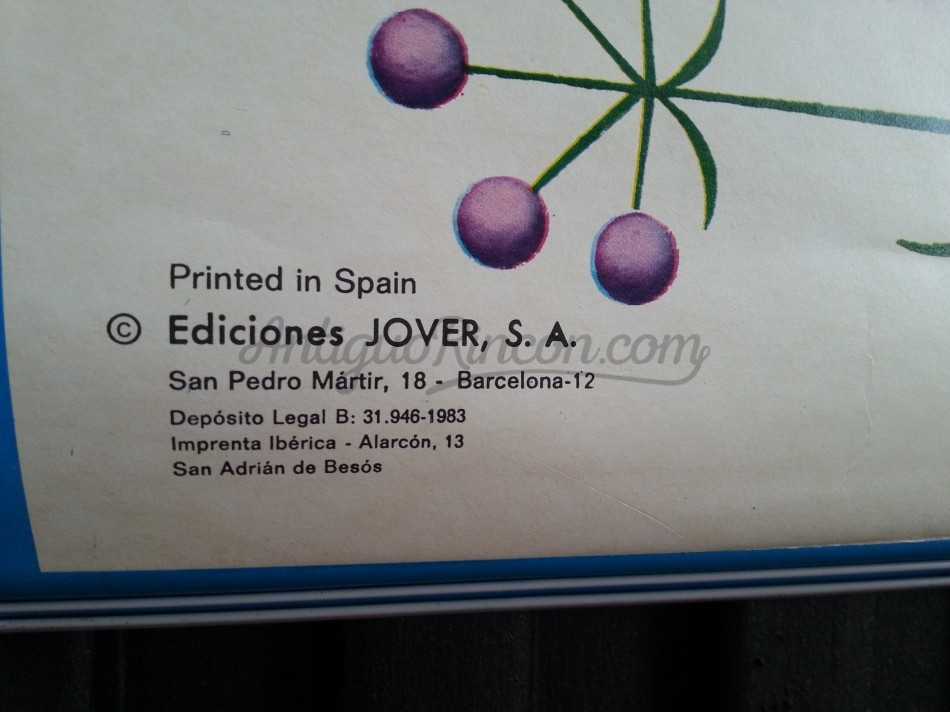 Printed in Spain
© Ediciones JOVER, S. A.
AntiguoRincon.com
San Pedro Mártir, 18 - Barcelona-12
Depósito Legal B: 31.946-1983
Imprenta Ibérica - Alarcón, 13
San Adrián de Besós